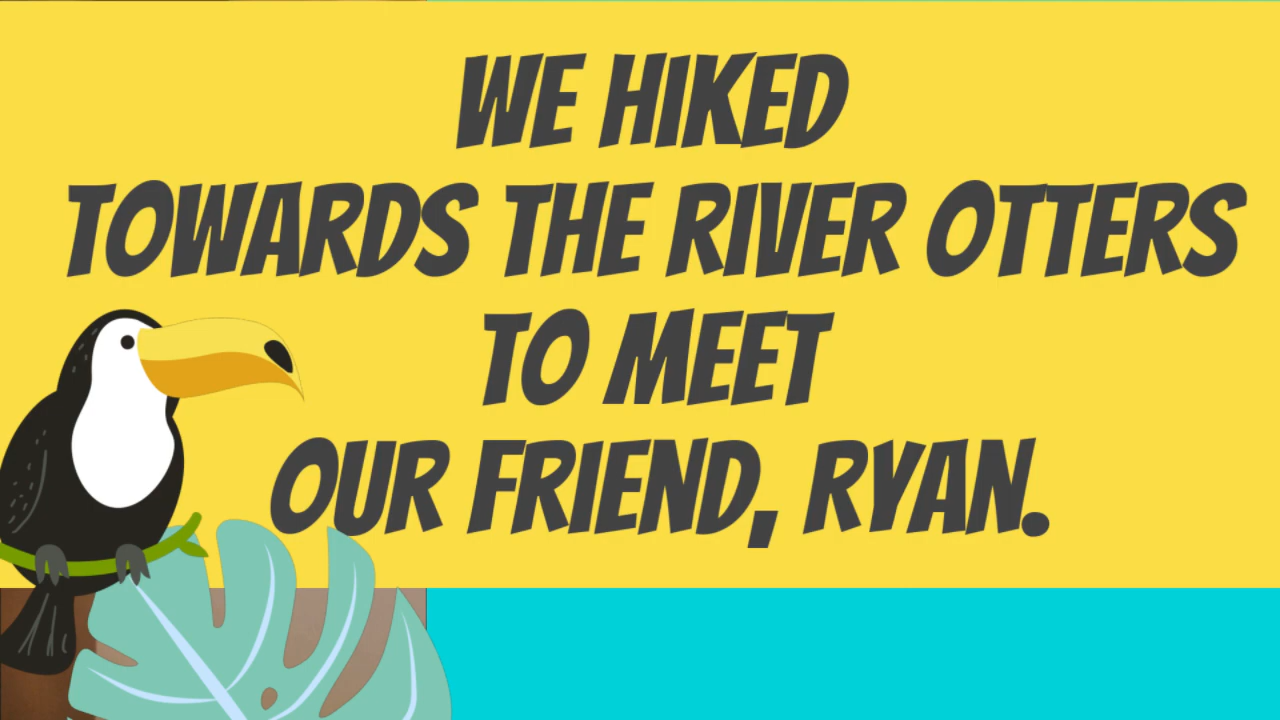 WE HIKED
TOWARDS THE RIVER OTTERS
TO MEET
OUR FRIEND, RYAN.